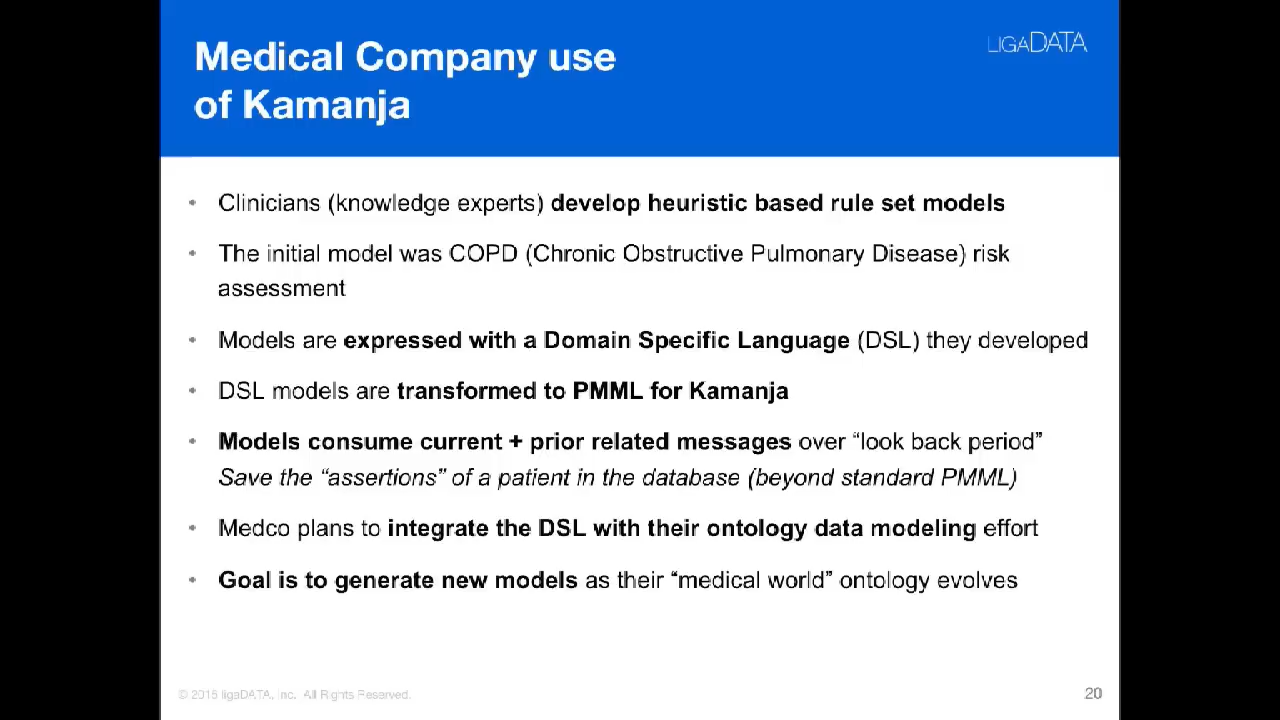 Medical Company use
of Kamanja
LIGADATA
• Clinicians (knowledge experts) develop heuristic based rule set models
• The initial model was COPD (Chronic Obstructive Pulmonary Disease) risk
assessment
• Models are expressed with a Domain Specific Language (DSL) they developed
• DSL models are transformed to PMML for Kamanja
• Models consume current + prior related messages over “look back period”
Save the “assertions” of a patient in the database (beyond standard PMML)
• Medco plans to integrate the DSL with their ontology data modeling effort
• Goal is to generate new models as their “medical world” ontology evolves
© 2015 ligaDATA, Inc. All Rights Reserved.
20